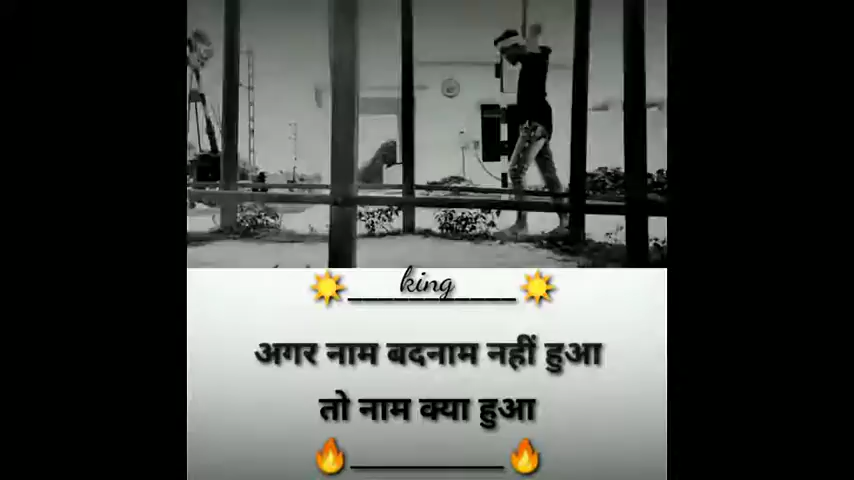 king
अगर नाम बदनाम नहीं हुआ
तो नाम क्या हुआ